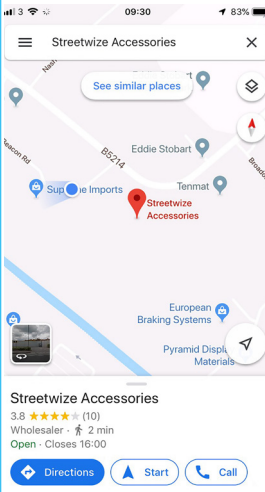 3 09:30 83%
Streetwize Accessories
See similar places
Eddie Stobart
B5214
Tenmat
Streetwize
Accessories
European
Braking Systems
Pyramid
Materials
Streetwize Accessories
3.8 (10)
Wholesaler · 2 min
Open · Closes 16:00
Directions Start Call